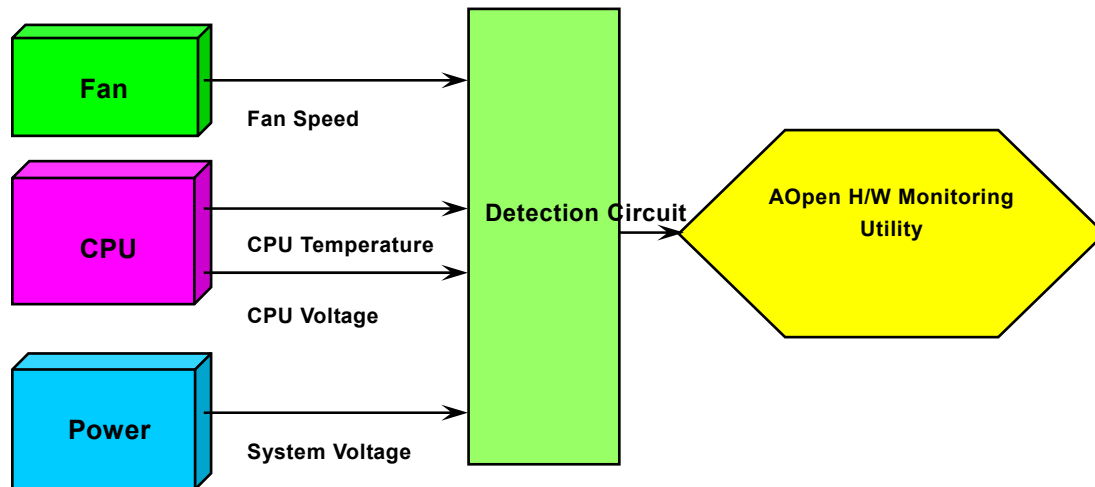 Fan
Fan Speed
CPU
CPU Temperature
CPU Voltage
Power
System Voltage
Detection Circuit
AOpen H/W Monitoring
Utility